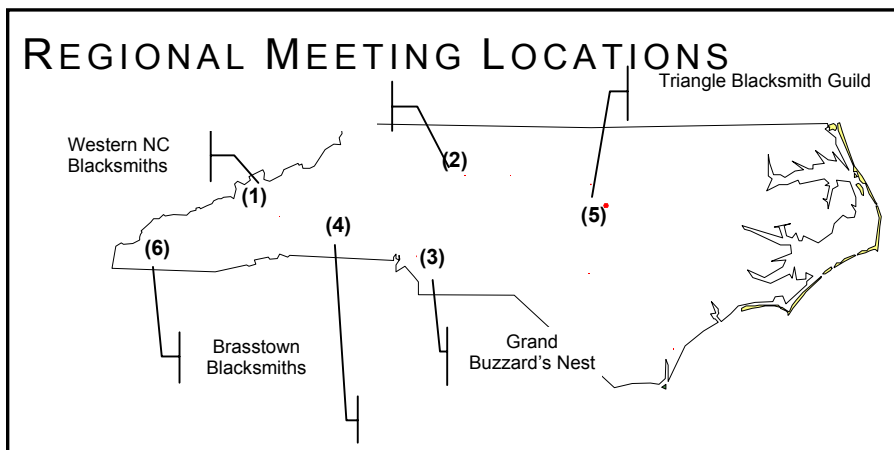 REGIONAL MEETING LOCATIONS
Triangle Blacksmith Guild
Western NC
Blacksmiths
(2)
(1)
(5)
(4)
(6)
(3)
Brasstown
Blacksmiths
Grand
Buzzard’s Nest